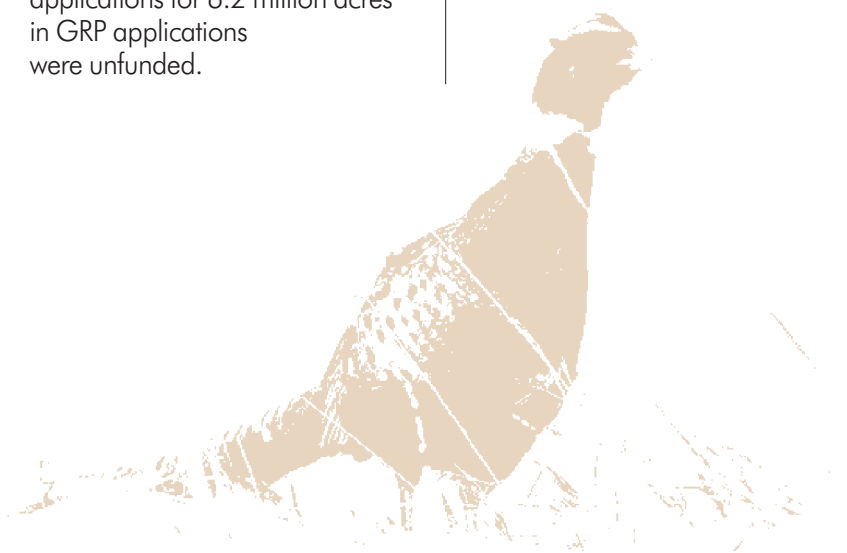 applications for million acres
in GRP applications
were unfunded.